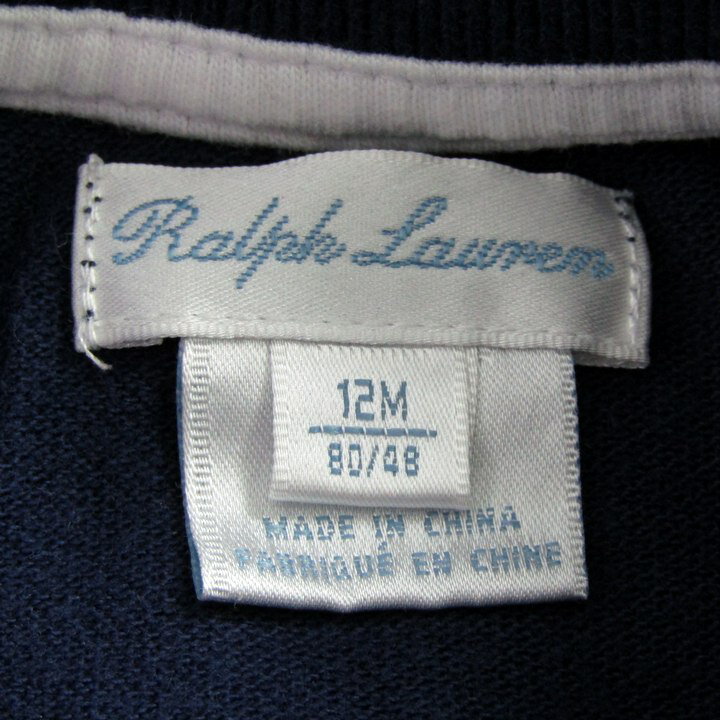 Ralph Lauren
12M
80/48
MADE IN CHINA
FABRIQUÉ EN CHINE